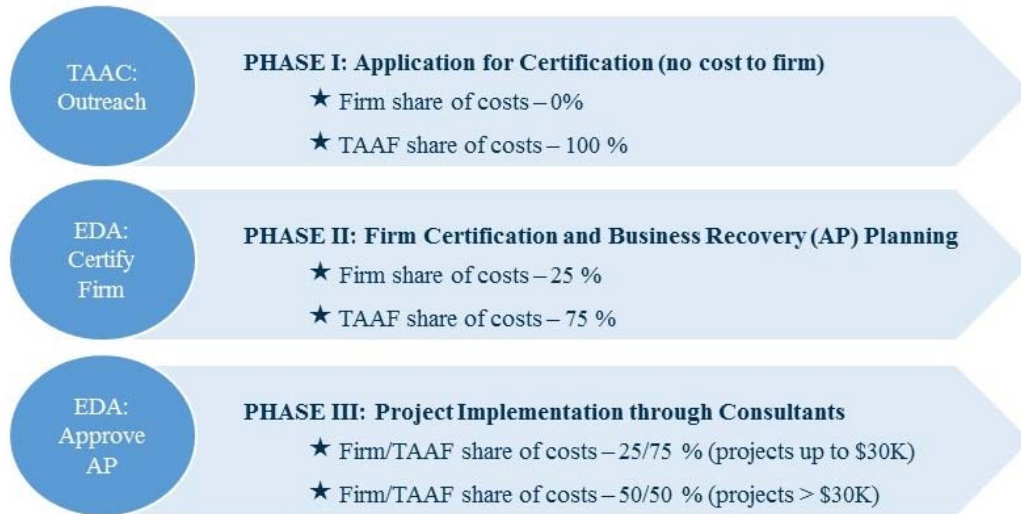 TAAC:
Outreach
PHASE I: Application for Certification (no cost to firm)
★ Firm share of costs – 0%
★ TAAF share of costs – 100 %
EDA:
Certify
Firm
PHASE II: Firm Certification and Business Recovery (AP) Planning
★ Firm share of costs – 25 %
★ TAAF share of costs – 75 %
EDA:
Approve
AP
PHASE III: Project Implementation through Consultants
★ Firm/TAAF share of costs – 25/75 % (projects up to $30K)
★ Firm/TAAF share of costs – 50/50 % (projects > $30K)